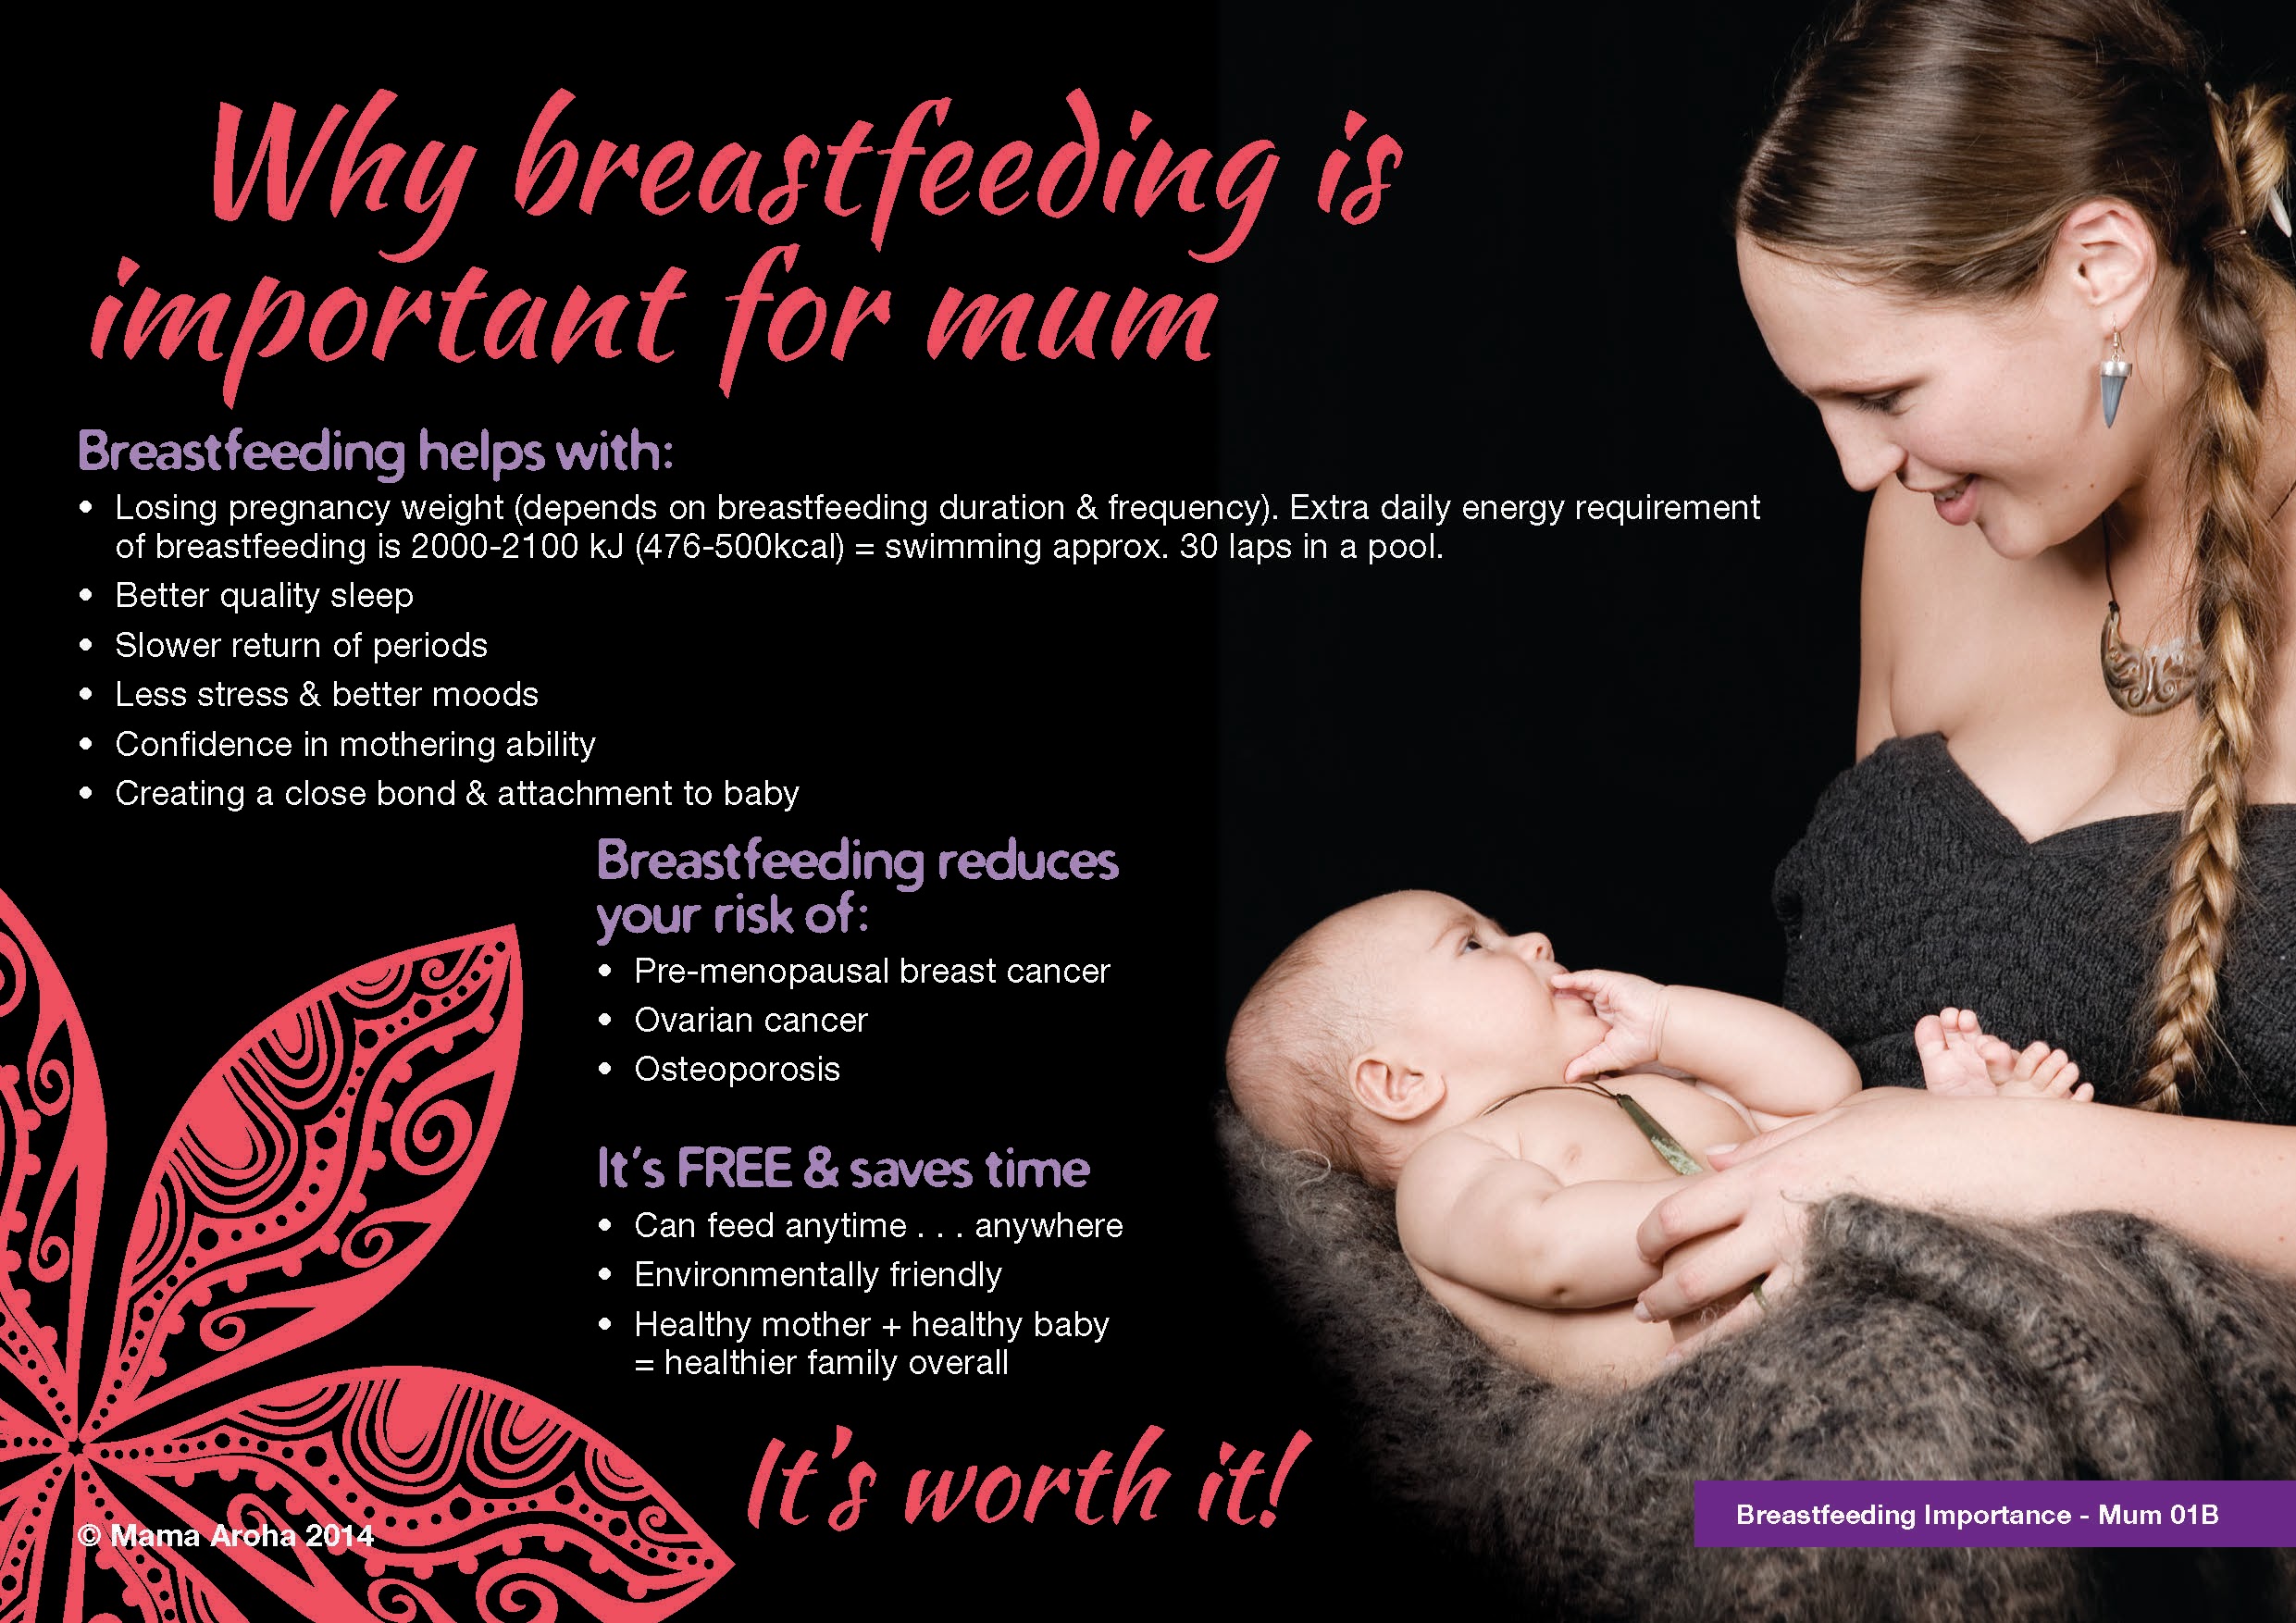 Why breastfeeding is
important for mum
Breastfeeding helps with:
• Losing pregnancy weight (depends on breastfeeding duration & frequency). Extra daily energy requirement
of breastfeeding is 2000-2100 kJ (476-500kcal) = swimming approx. 30 laps in a pool.
• Better quality sleep
• Slower return of periods
• Less stress & better moods
• Confidence in mothering ability
• Creating a close bond & attachment to baby
Breastfeeding reduces
your risk of:
• Pre-menopausal breast cancer
• Ovarian cancer
• Osteoporosis
It's FREE & saves time
• Can feed anytime . . . anywhere
• Environmentally friendly
• Healthy mother + healthy baby
= healthier family overall
It's worth it!
© Mama Aroha 2014
Breastfeeding Importance - Mum 01B